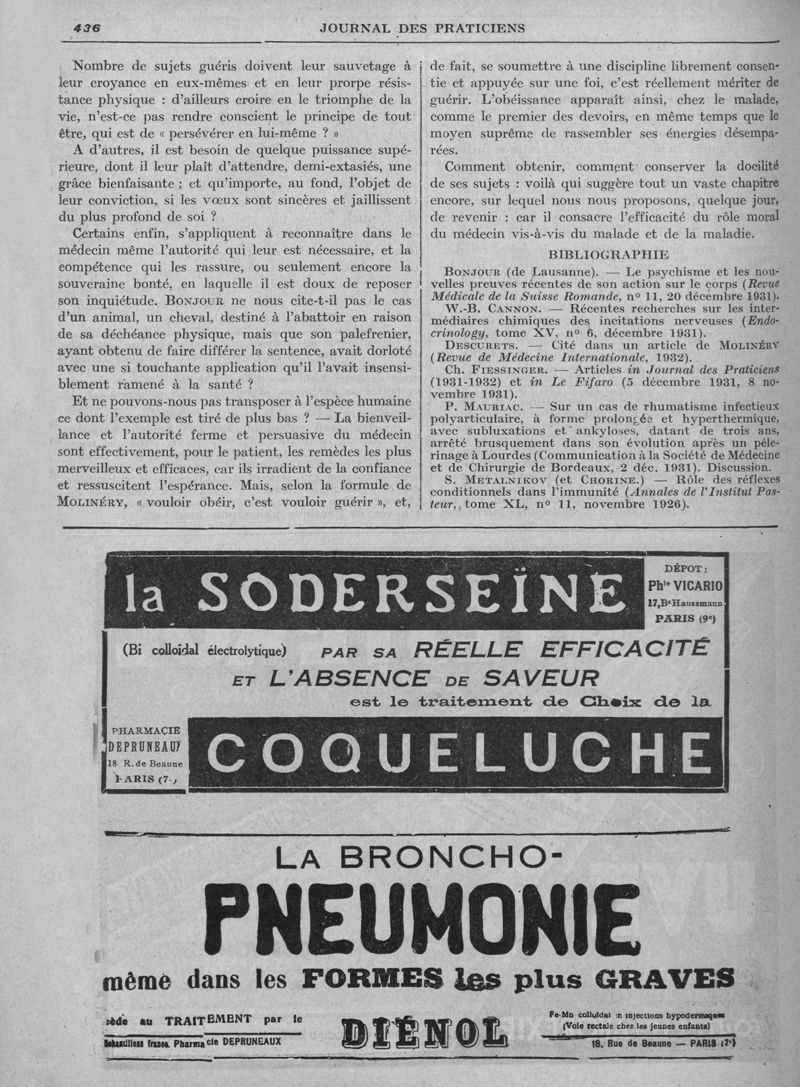 436
JOURNAL DES PRATICIENS
Nombre de sujets guéris doivent leur sauvetage à
leur croyance en eux-mêmes et en leur prorpe résis-
tance physique : d'ailleurs croire en le triomphe de la
vie, n'est-ce pas rendre conscient le principe de tout
être, qui est de « persévérer en lui-même ? »
A d'autres, il est besoin de quelque puissance supé-
rieure, dont il leur plaît d'attendre, demi-extasiés, une
grâce bienfaisante ; et qu'importe, au fond, l'objet de
leur conviction, si les vœux sont sincères et jaillissent
du plus profond de soi ?
Certains enfin, s'appliquent à reconnaître dans le
médecin même l'autorité qui leur est nécessaire, et la
compétence qui les rassure, ou seulement encore la
souveraine bonté, en laquelle il est doux de reposer
son inquiétude. BONJOUR ne nous cite-t-il pas le cas
d'un animal, un cheval, destiné à l'abattoir en raison
de sa déchéance physique, mais que son palefrenier,
ayant obtenu de faire différer la sentence, avait dorloté
avec une si touchante application qu'il l'avait insensi-
blement ramené à la santé ?
Et ne pouvons-nous pas transposer à l'espèce humaine
ce dont l'exemple est tiré de plus bas ? — La bienveil-
lance et l'autorité ferme et persuasive du médecin
sont effectivement, pour le patient, les remèdes les plus
merveilleux et efficaces, car ils irradient de la confiance
et ressuscitent l'espérance. Mais, selon la formule de
MOLINÉRY, « vouloir obéir, c'est vouloir guérir », et,
de fait, se soumettre à une discipline librement consen-
tie et appuyée sur une foi, c'est réellement mériter de
guérir. L'obéissance apparaît ainsi, chez le malade,
comme le premier des devoirs, en même temps que le
moyen suprême de rassembler ses énergies désempa-
rées.
Comment obtenir, comment conserver la docilité
de ses sujets : voilà qui suggère tout un vaste chapitre
encore, sur lequel nous nous proposons, quelque jour,
de revenir : car il consacre l'efficacité du rôle moral
du médecin vis-à-vis du malade et de la maladie.
BIBLIOGRAPHIE
BONJOUR (de Lausanne). — Le psychisme et les nou-
velles preuves récentes de son action sur le corps (Revue
Médicale de la Suisse Romande, n° 11, 20 décembre 1931).
W.-B. CANNON. — Récentes recherches sur les inter-
médiaires chimiques des incitations nerveuses (Endo-
crinology, tome XV, n° 6, décembre 1931).
DESCURETS. — Cité dans un article de MOLINÉRY
(Revue de Médecine Internationale, 1932).
Ch. FIESSINGER. — Articles in Journal des Praticiens
(1931-1932) et in Le Fifaro (5 décembre 1931, 8 no-
vembre 1931).
P. MAURIAC. — Sur un cas de rhumatisme infectieux
polyarticulaire, à forme prolongée et hyperthermique,
avec subluxations et ankyloses, datant de trois ans,
arrêté brusquement dans son évolution après un péle-
rinage à Lourdes (Communication à la Société de Médecine
et de Chirurgie de Bordeaux, 2 déc. 1931). Discussion.
S. METALNIKOV (et CHORINE.) — Rôle des réflexes
conditionnels dans l'immunité (Annales de l'Institut Pas-
teur, tome XL, n° 11, novembre 1926).
la SODERSEÏNE
DÉPOT :
Phie VICARIO
17, Bd Haussmann
PARIS (9e)
(Bi colloïdal électrolytique) PAR SA RÉELLE EFFICACITÉ
ET L'ABSENCE DE SAVEUR
est le traitement de Choix de la
PHARMACIE
DEPRUNEAUX
18 R. de Beaune
PARIS (7e)
COQUELUCHE
LA BRONCHO-
PNEUMONIE
même dans les FORMES les plus GRAVES
cède au TRAITEMENT par le
DIÉNOL
Fe-Mn colloïdal en injections hypodermiques
(Voie rectale chez les jeunes enfants)
Echantillons franco. Pharmacie DEPRUNEAUX
18, Rue de Beaune — PARIS (7e)